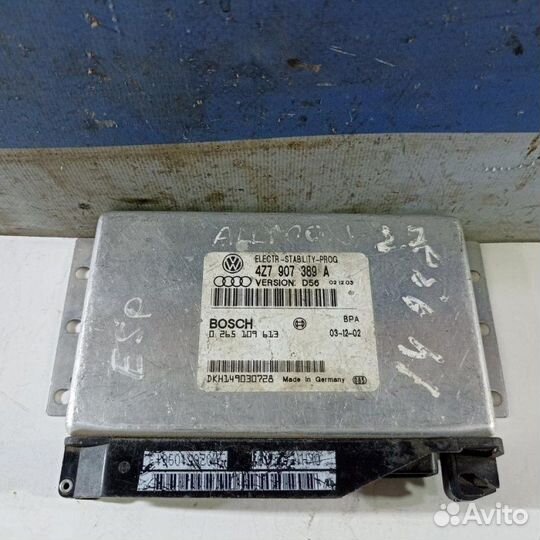 ALLROAD 2.7
ESP
ELECTR-STABLITY-PROG
4Z7 907 389 A
VERSION: D56 021203
BOSCH BPA
0 265 109 613 03-12-02
DKH149030728 Made in Germany
Avito